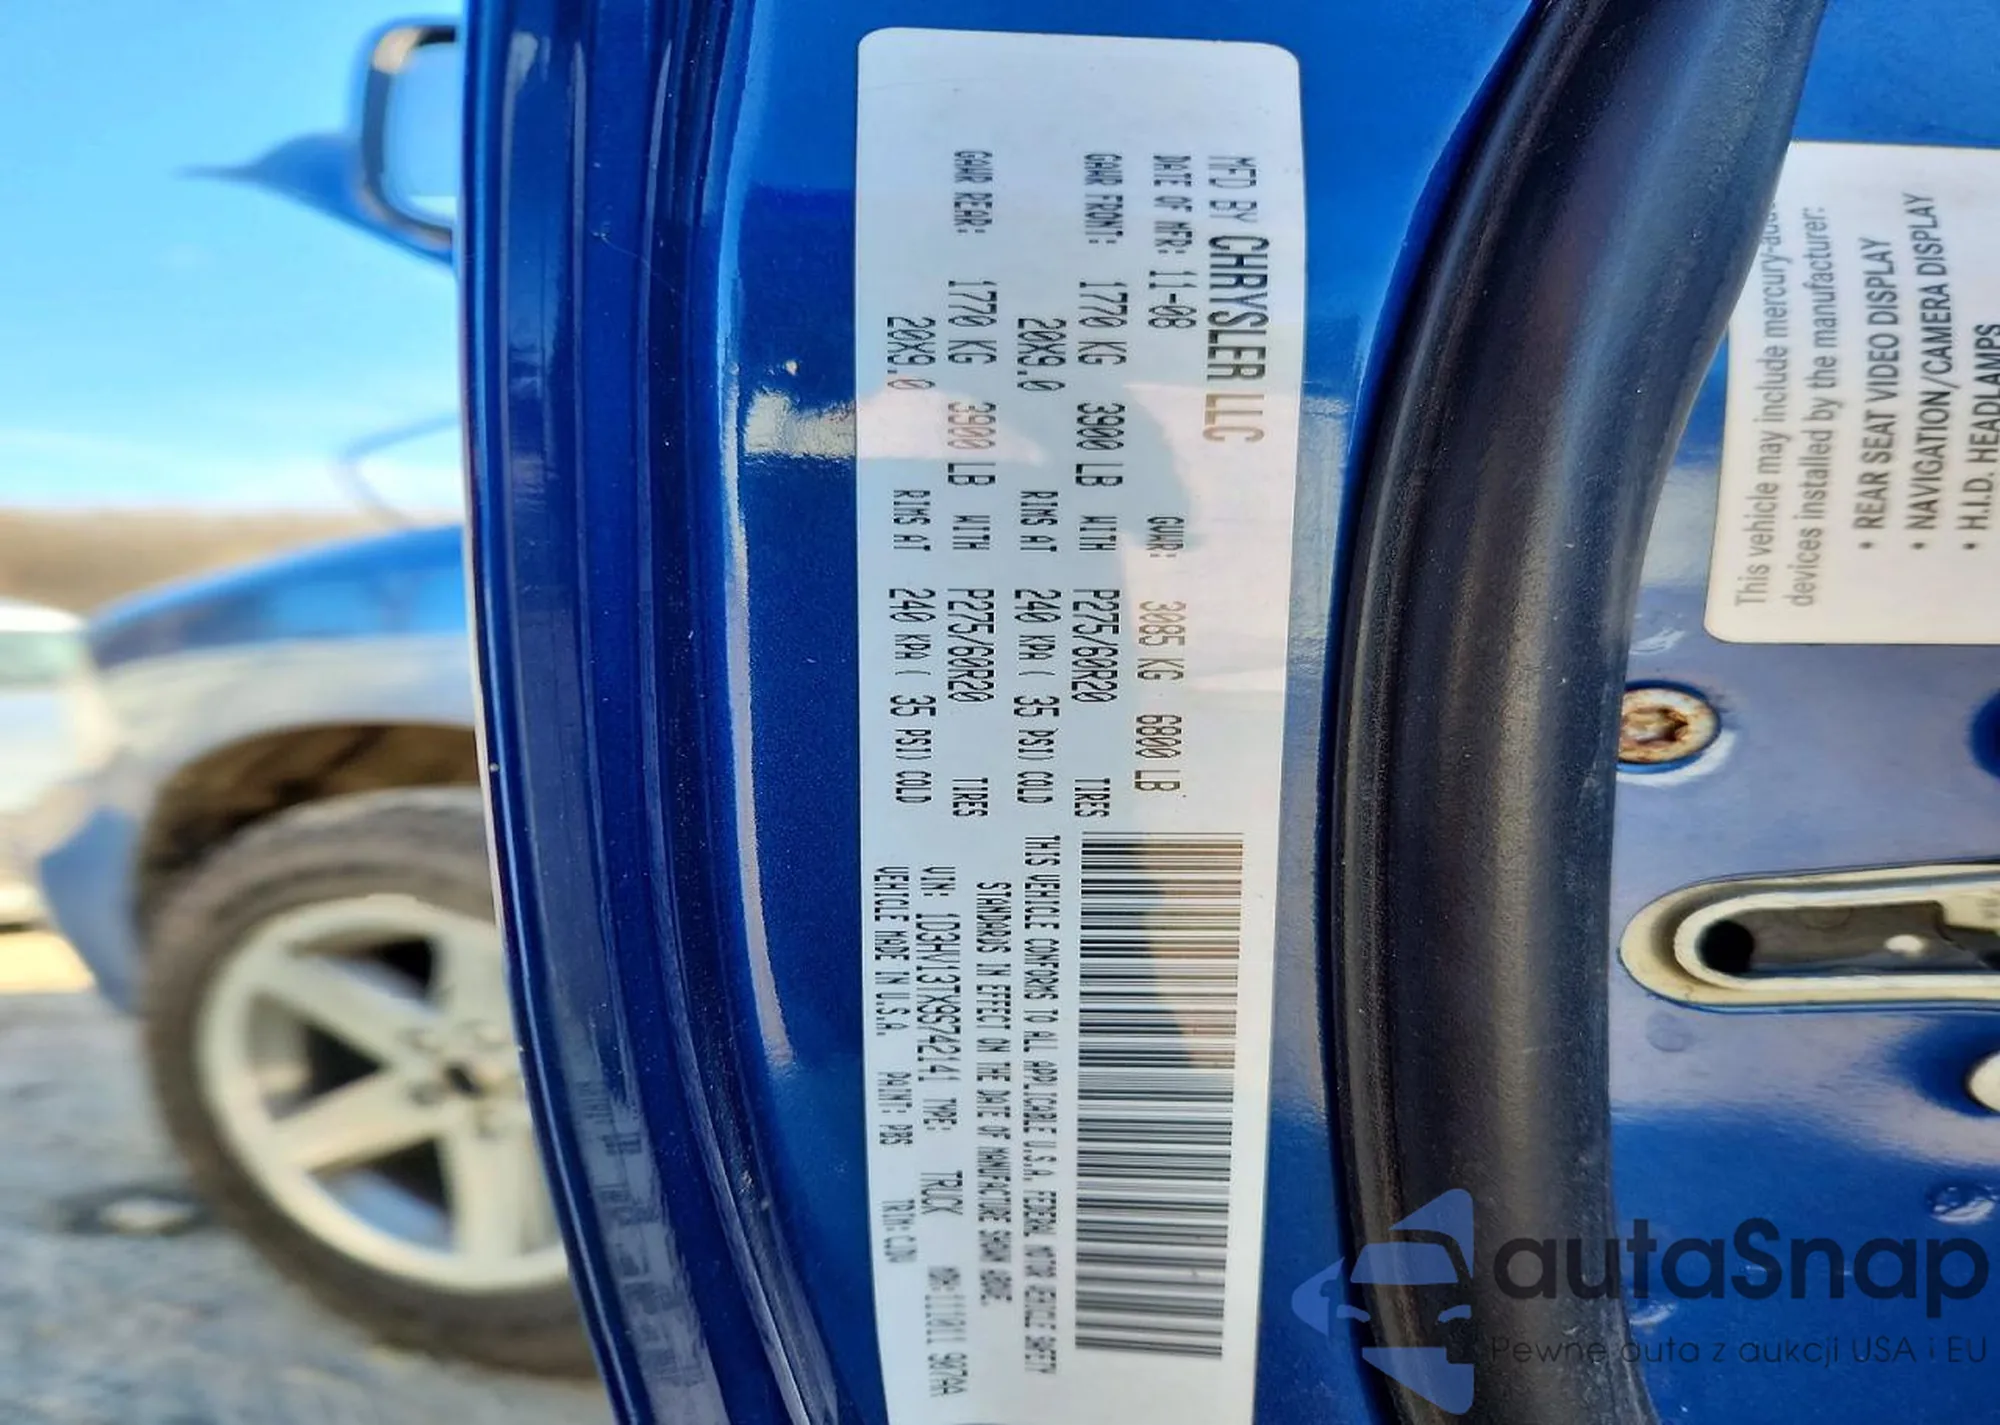 MFD BY CHRYSLER LLC
DATE OF MFR: 11-08 GVWR: 3085 KG 6800 LB
GAWR FRONT: 1770 KG 3900 LB WITH P275/60R20 TIRES
20X9.0 RIMS AT 240 KPA ( 35 PSI) COLD
GAWR REAR: 1770 KG 3900 LB WITH P275/60R20 TIRES
20X9.0 RIMS AT 240 KPA ( 35 PSI) COLD
THIS VEHICLE CONFORMS TO ALL APPLICABLE U.S.A. FEDERAL MOTOR VEHICLE SAFETY
STANDARDS IN EFFECT ON THE DATE OF MANUFACTURE SHOWN ABOVE.
VIN: 1D3HV13TX9S742141 TYPE: TRUCK MDH:111201 1 907AA
VEHICLE MADE IN U.S.A. PAINT: PBS TRIM:
This vehicle may include mercury-
devices installed by the manufacturer:
• REAR SEAT VIDEO DISPLAY
• NAVIGATION/CAMERA DISPLAY
• H.I.D. HEADLAMPS
autaSnap
Pewne auta z aukcji USA i EU